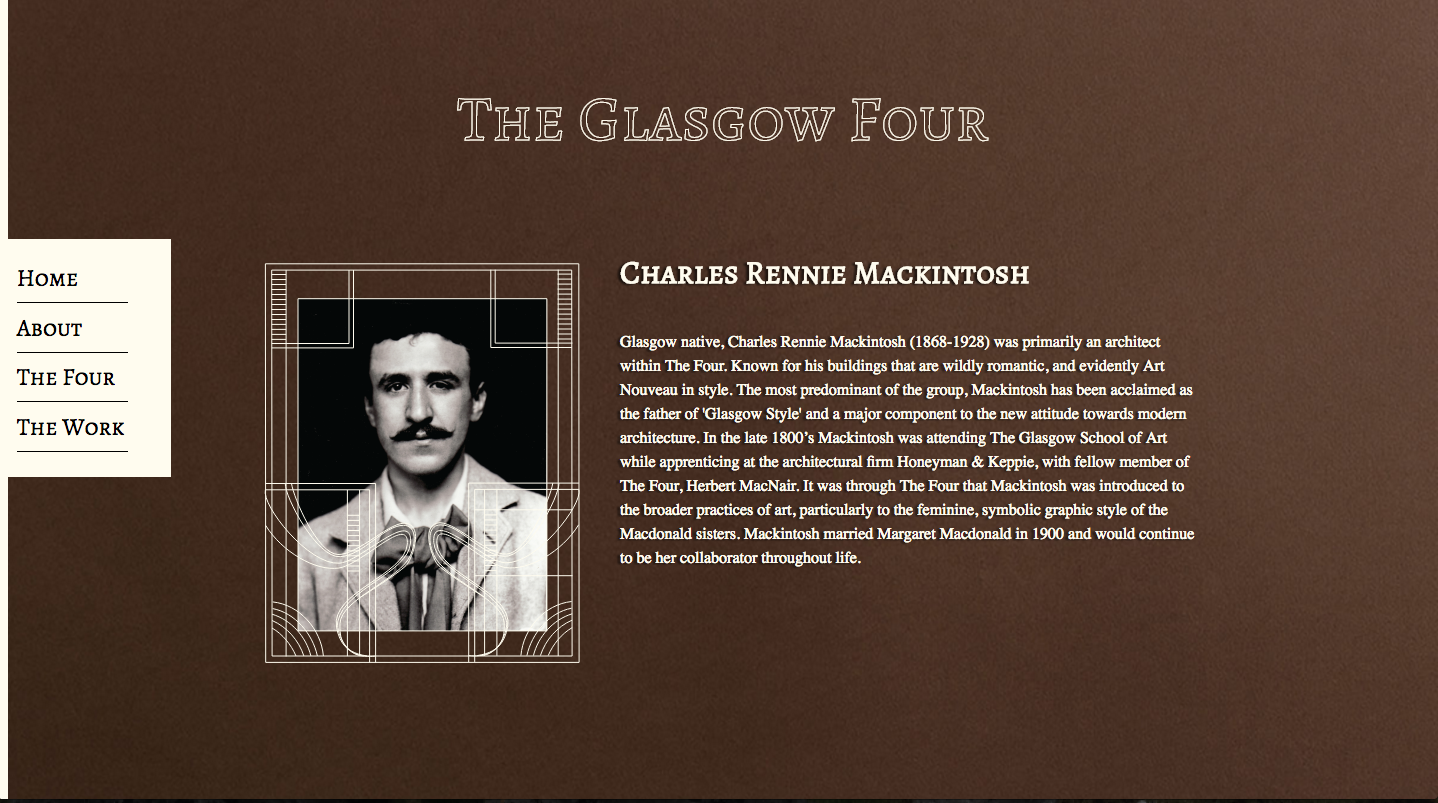 The Glasgow Four
Home
About
The Four
The Work
Charles Rennie Mackintosh
Glasgow native, Charles Rennie Mackintosh (1868-1928) was primarily an architect
within The Four. Known for his buildings that are wildly romantic, and evidently Art
Nouveau in style. The most predominant of the group, Mackintosh has been acclaimed as
the father of 'Glasgow Style' and a major component to the new attitude towards modern
architecture. In the late 1800’s Mackintosh was attending The Glasgow School of Art
while apprenticing at the architectural firm Honeyman & Keppie, with fellow member of
The Four, Herbert MacNair. It was through The Four that Mackintosh was introduced to
the broader practices of art, particularly to the feminine, symbolic graphic style of the
Macdonald sisters. Mackintosh married Margaret Macdonald in 1900 and would continue
to be her collaborator throughout life.